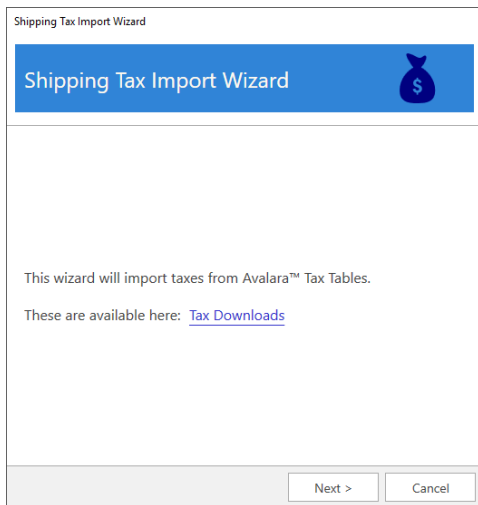 Shipping Tax Import Wizard
Shipping Tax Import Wizard
$
This wizard will import taxes from Avalara™ Tax Tables.
These are available here: Tax Downloads
Next >
Cancel